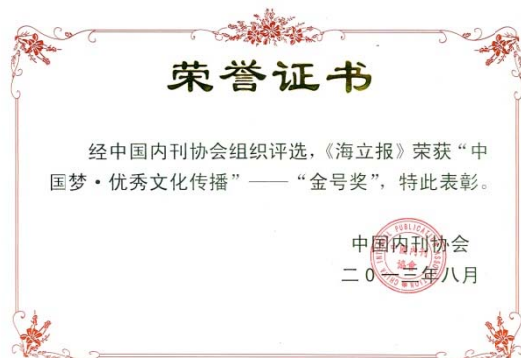 荣誉证书
经中国内刊协会组织评选，《海立报》荣获“中
国梦·优秀文化传播”——“金号奖”，特此表彰。
中国内刊协会
二0一三年八月